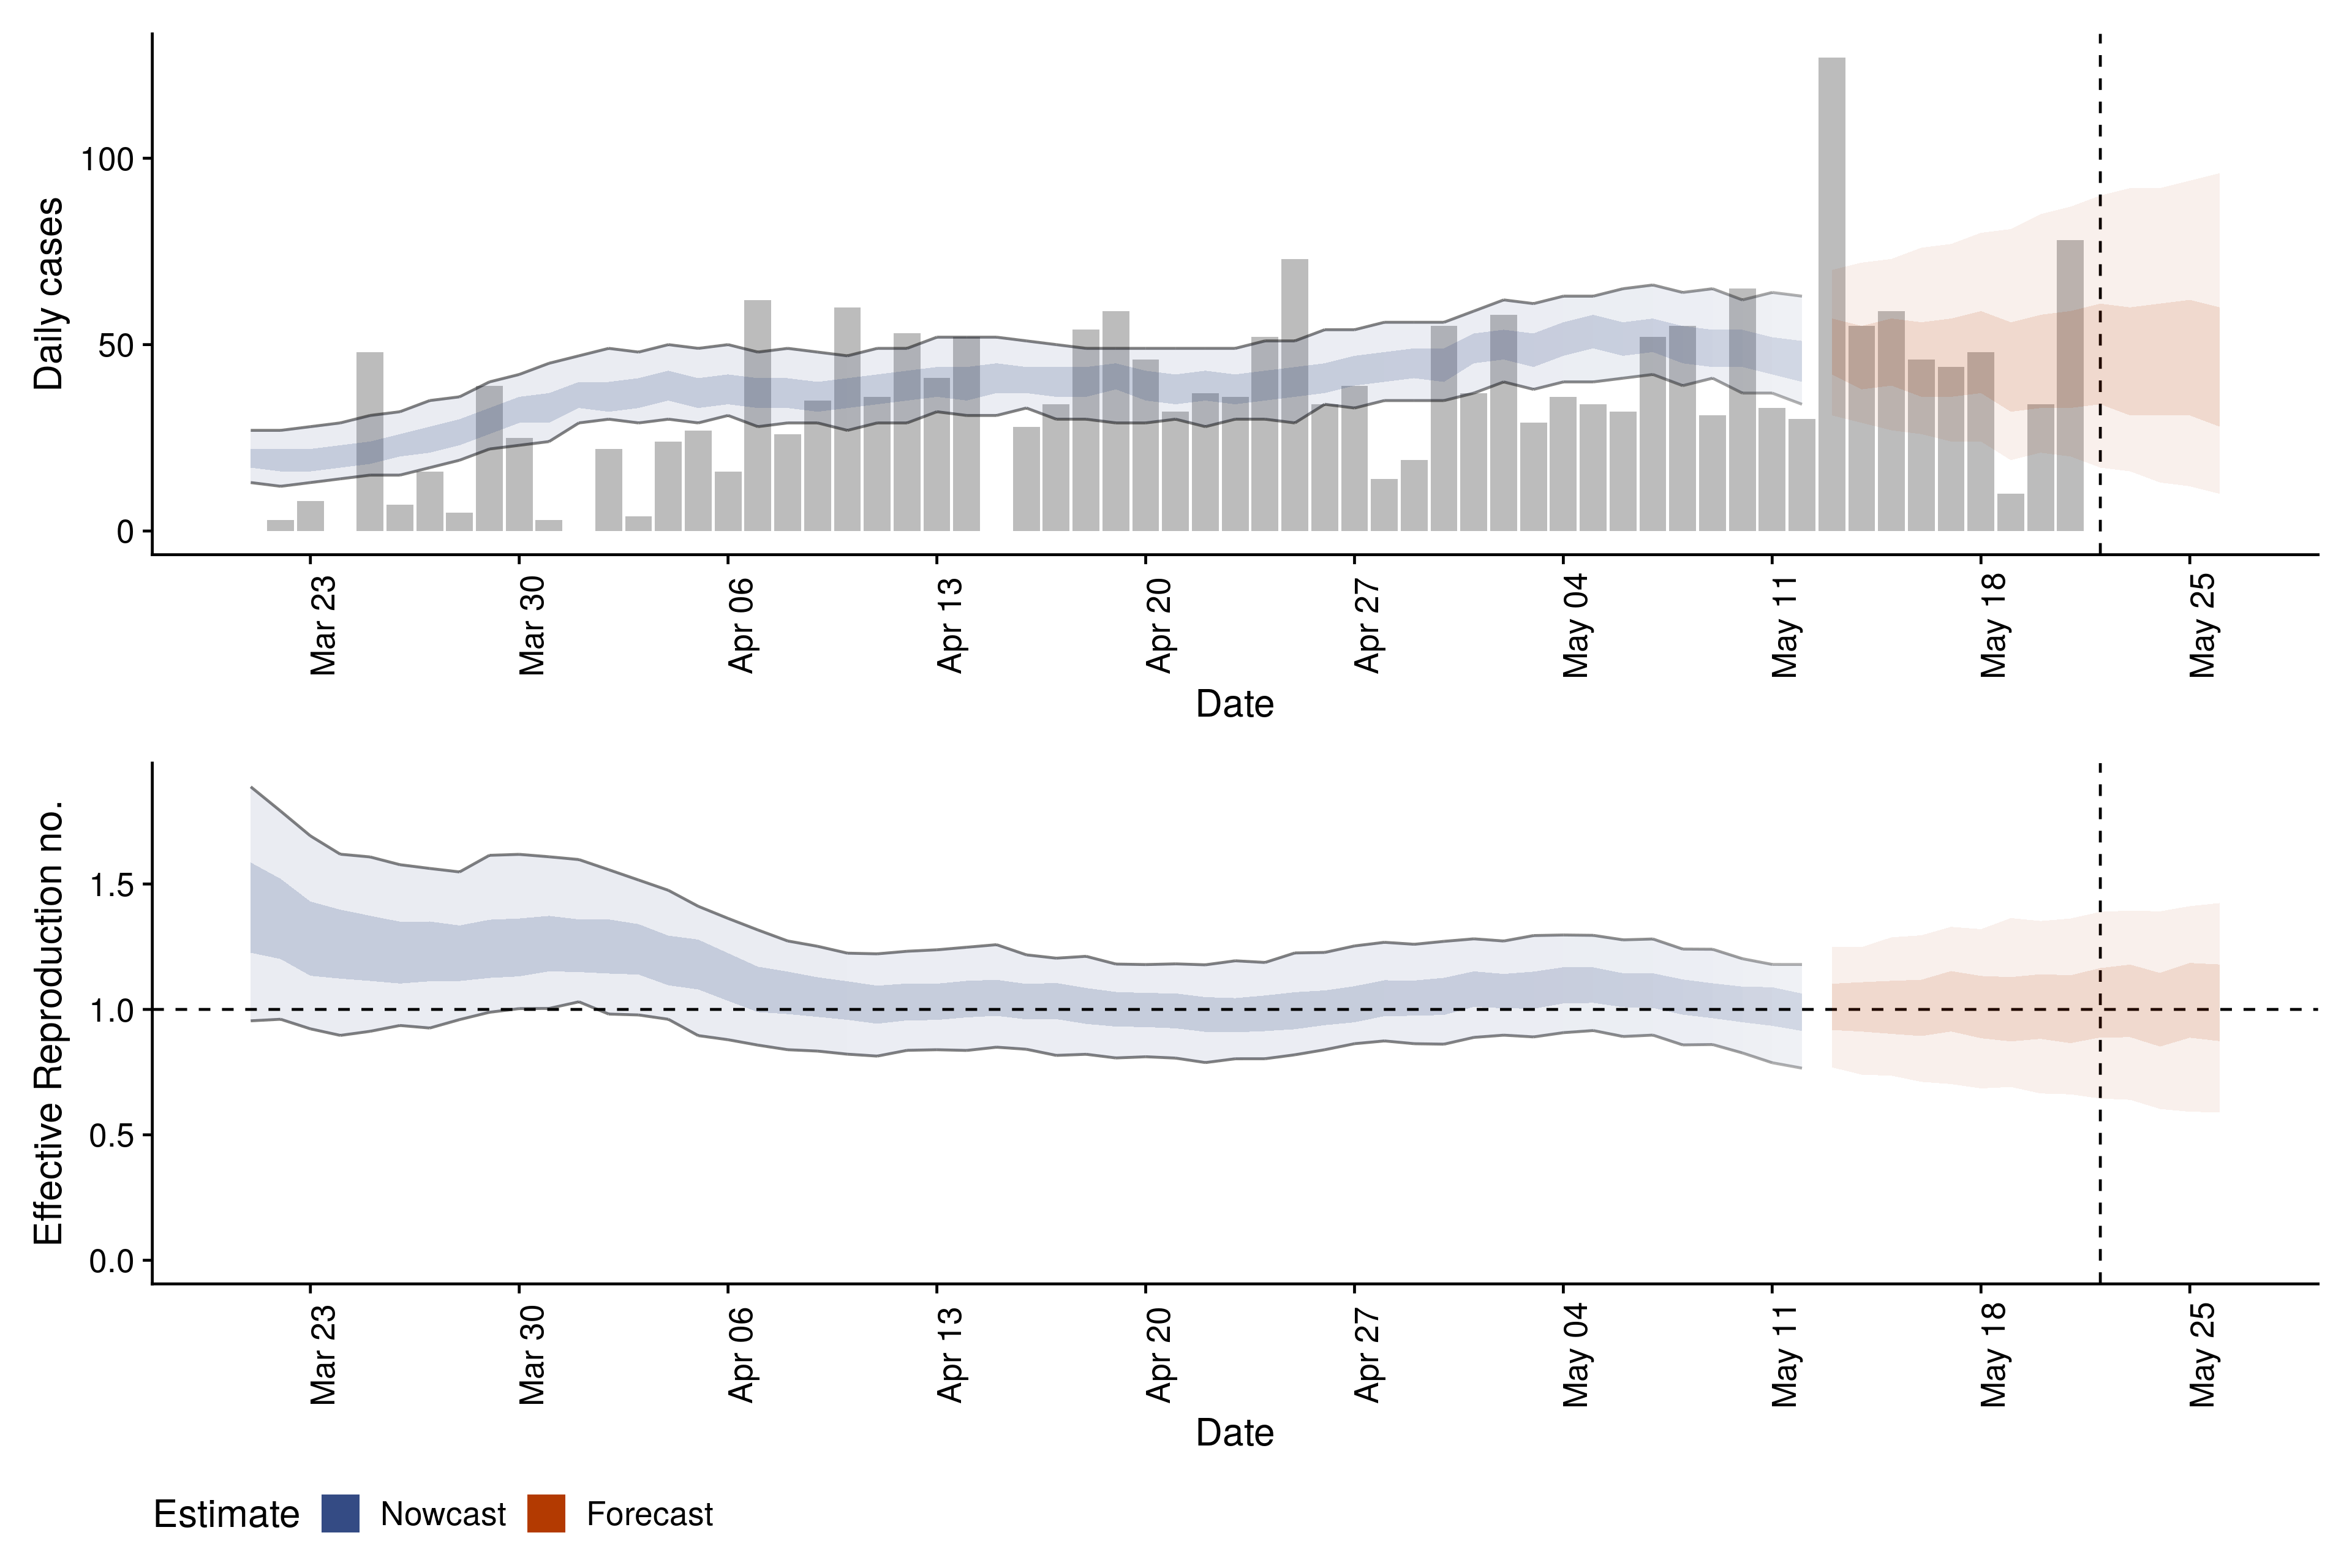 Daily cases
100
50
0
Mar 23
Mar 30
Apr 06
Apr 13
Apr 20
Apr 27
May 04
May 11
May 18
May 25
Date
Effective Reproduction no.
1.5
1.0
0.5
0.0
Mar 23
Mar 30
Apr 06
Apr 13
Apr 20
Apr 27
May 04
May 11
May 18
May 25
Date
Estimate Nowcast Forecast